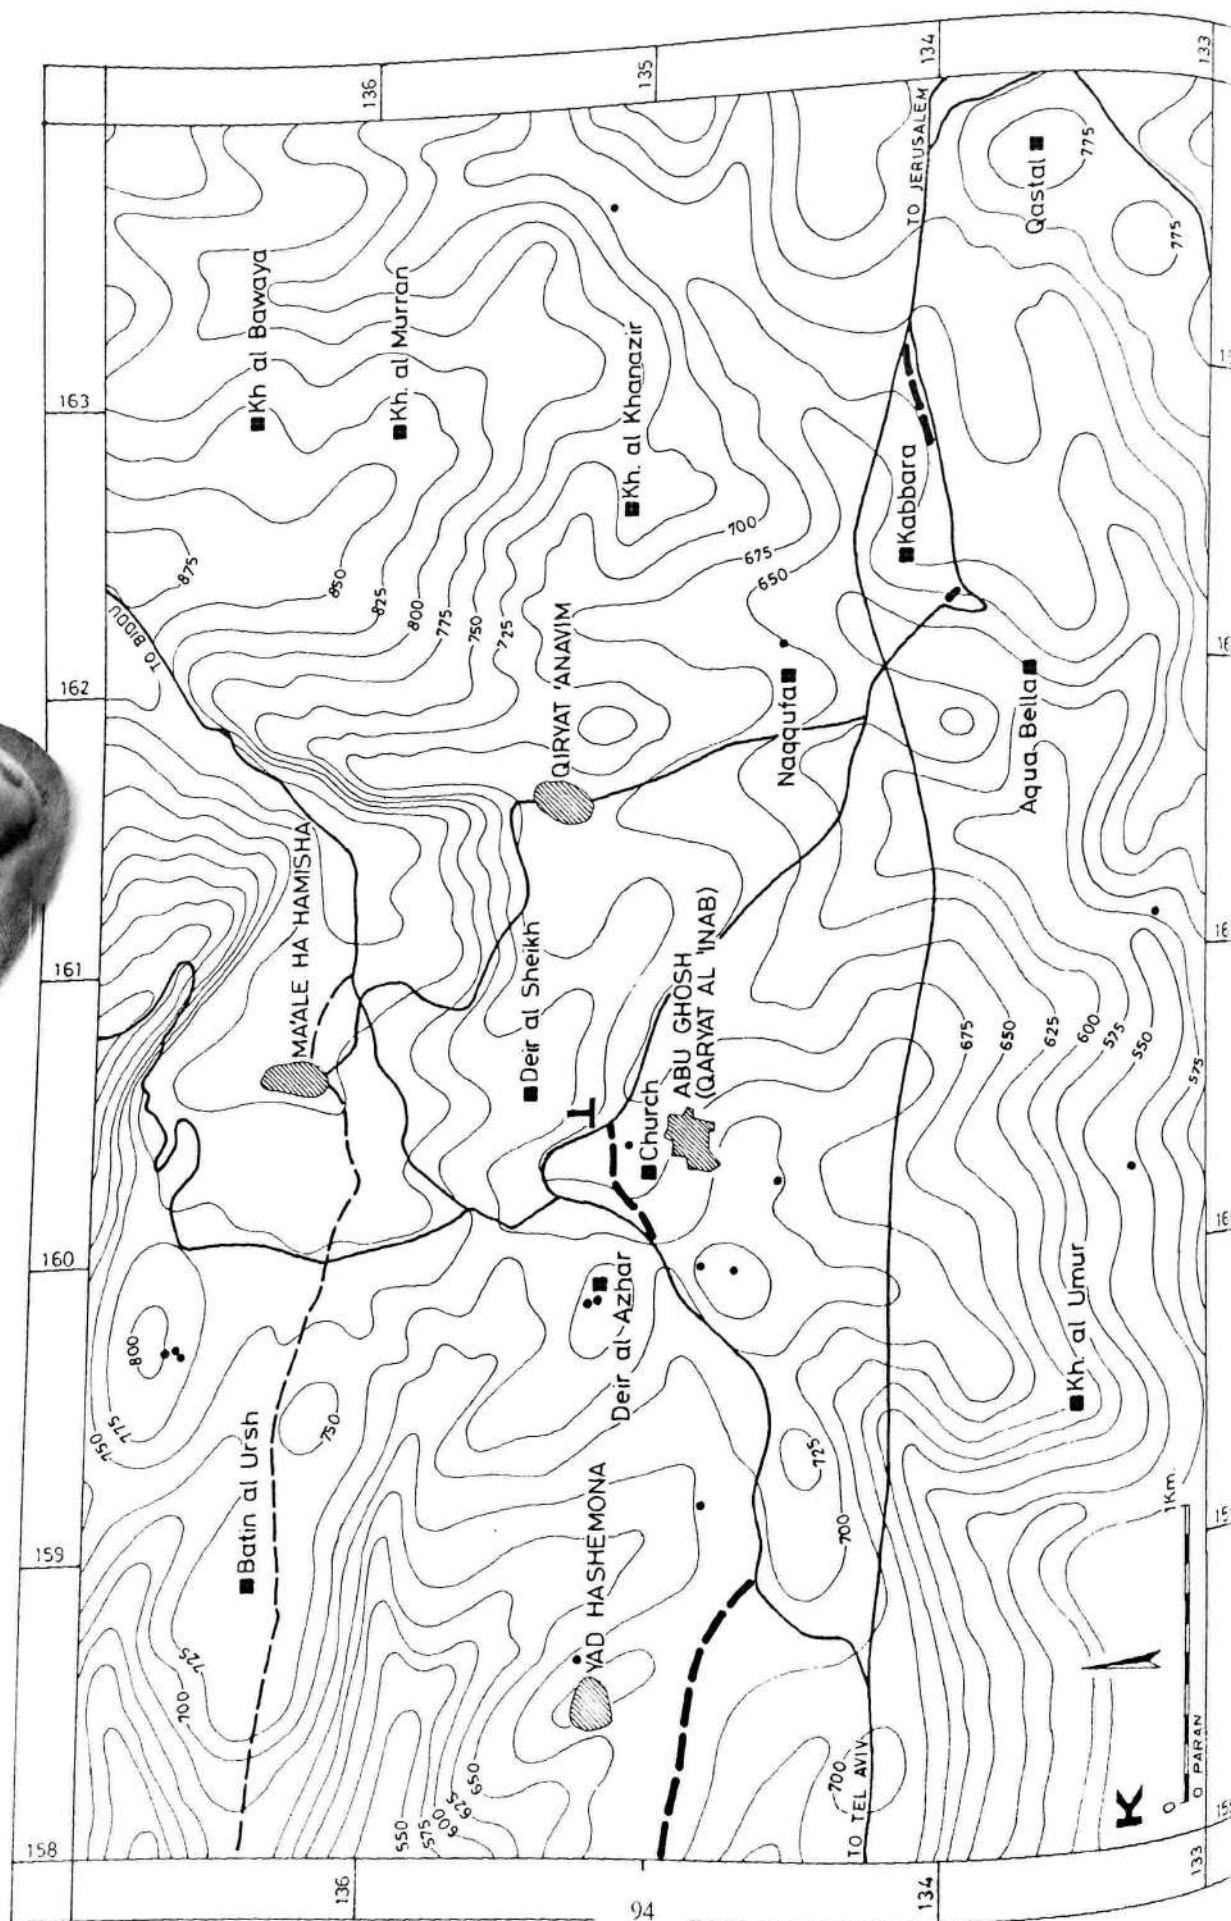 158
159
160
161
162
163
136
135
134
133
136
134
133
TO BIDDU
875
850
825
800
775
750
725
Kh al Bawaya
Kh. al Murran
MA'ALE HA HAMISHA
800
775
750
Batin al Ursh
750
725
700
QIRYAT 'ANAVIM
Kh. al Khanazir
700
675
650
Deir al Sheikh
Church
ABU GHOSH
(QARYAT AL 'INAB)
Deir al-Azhar
YAD HASHEMONA
550
575
600
625
650
Naqqufa
Kabbara
TO JERUSALEM
Qastal
775
775
Aqua Bella
725
700
700
TO TEL AVIV
675
650
625
600
575
550
575
Kh. al Umur
K
0
1Km.
© PARAN
94